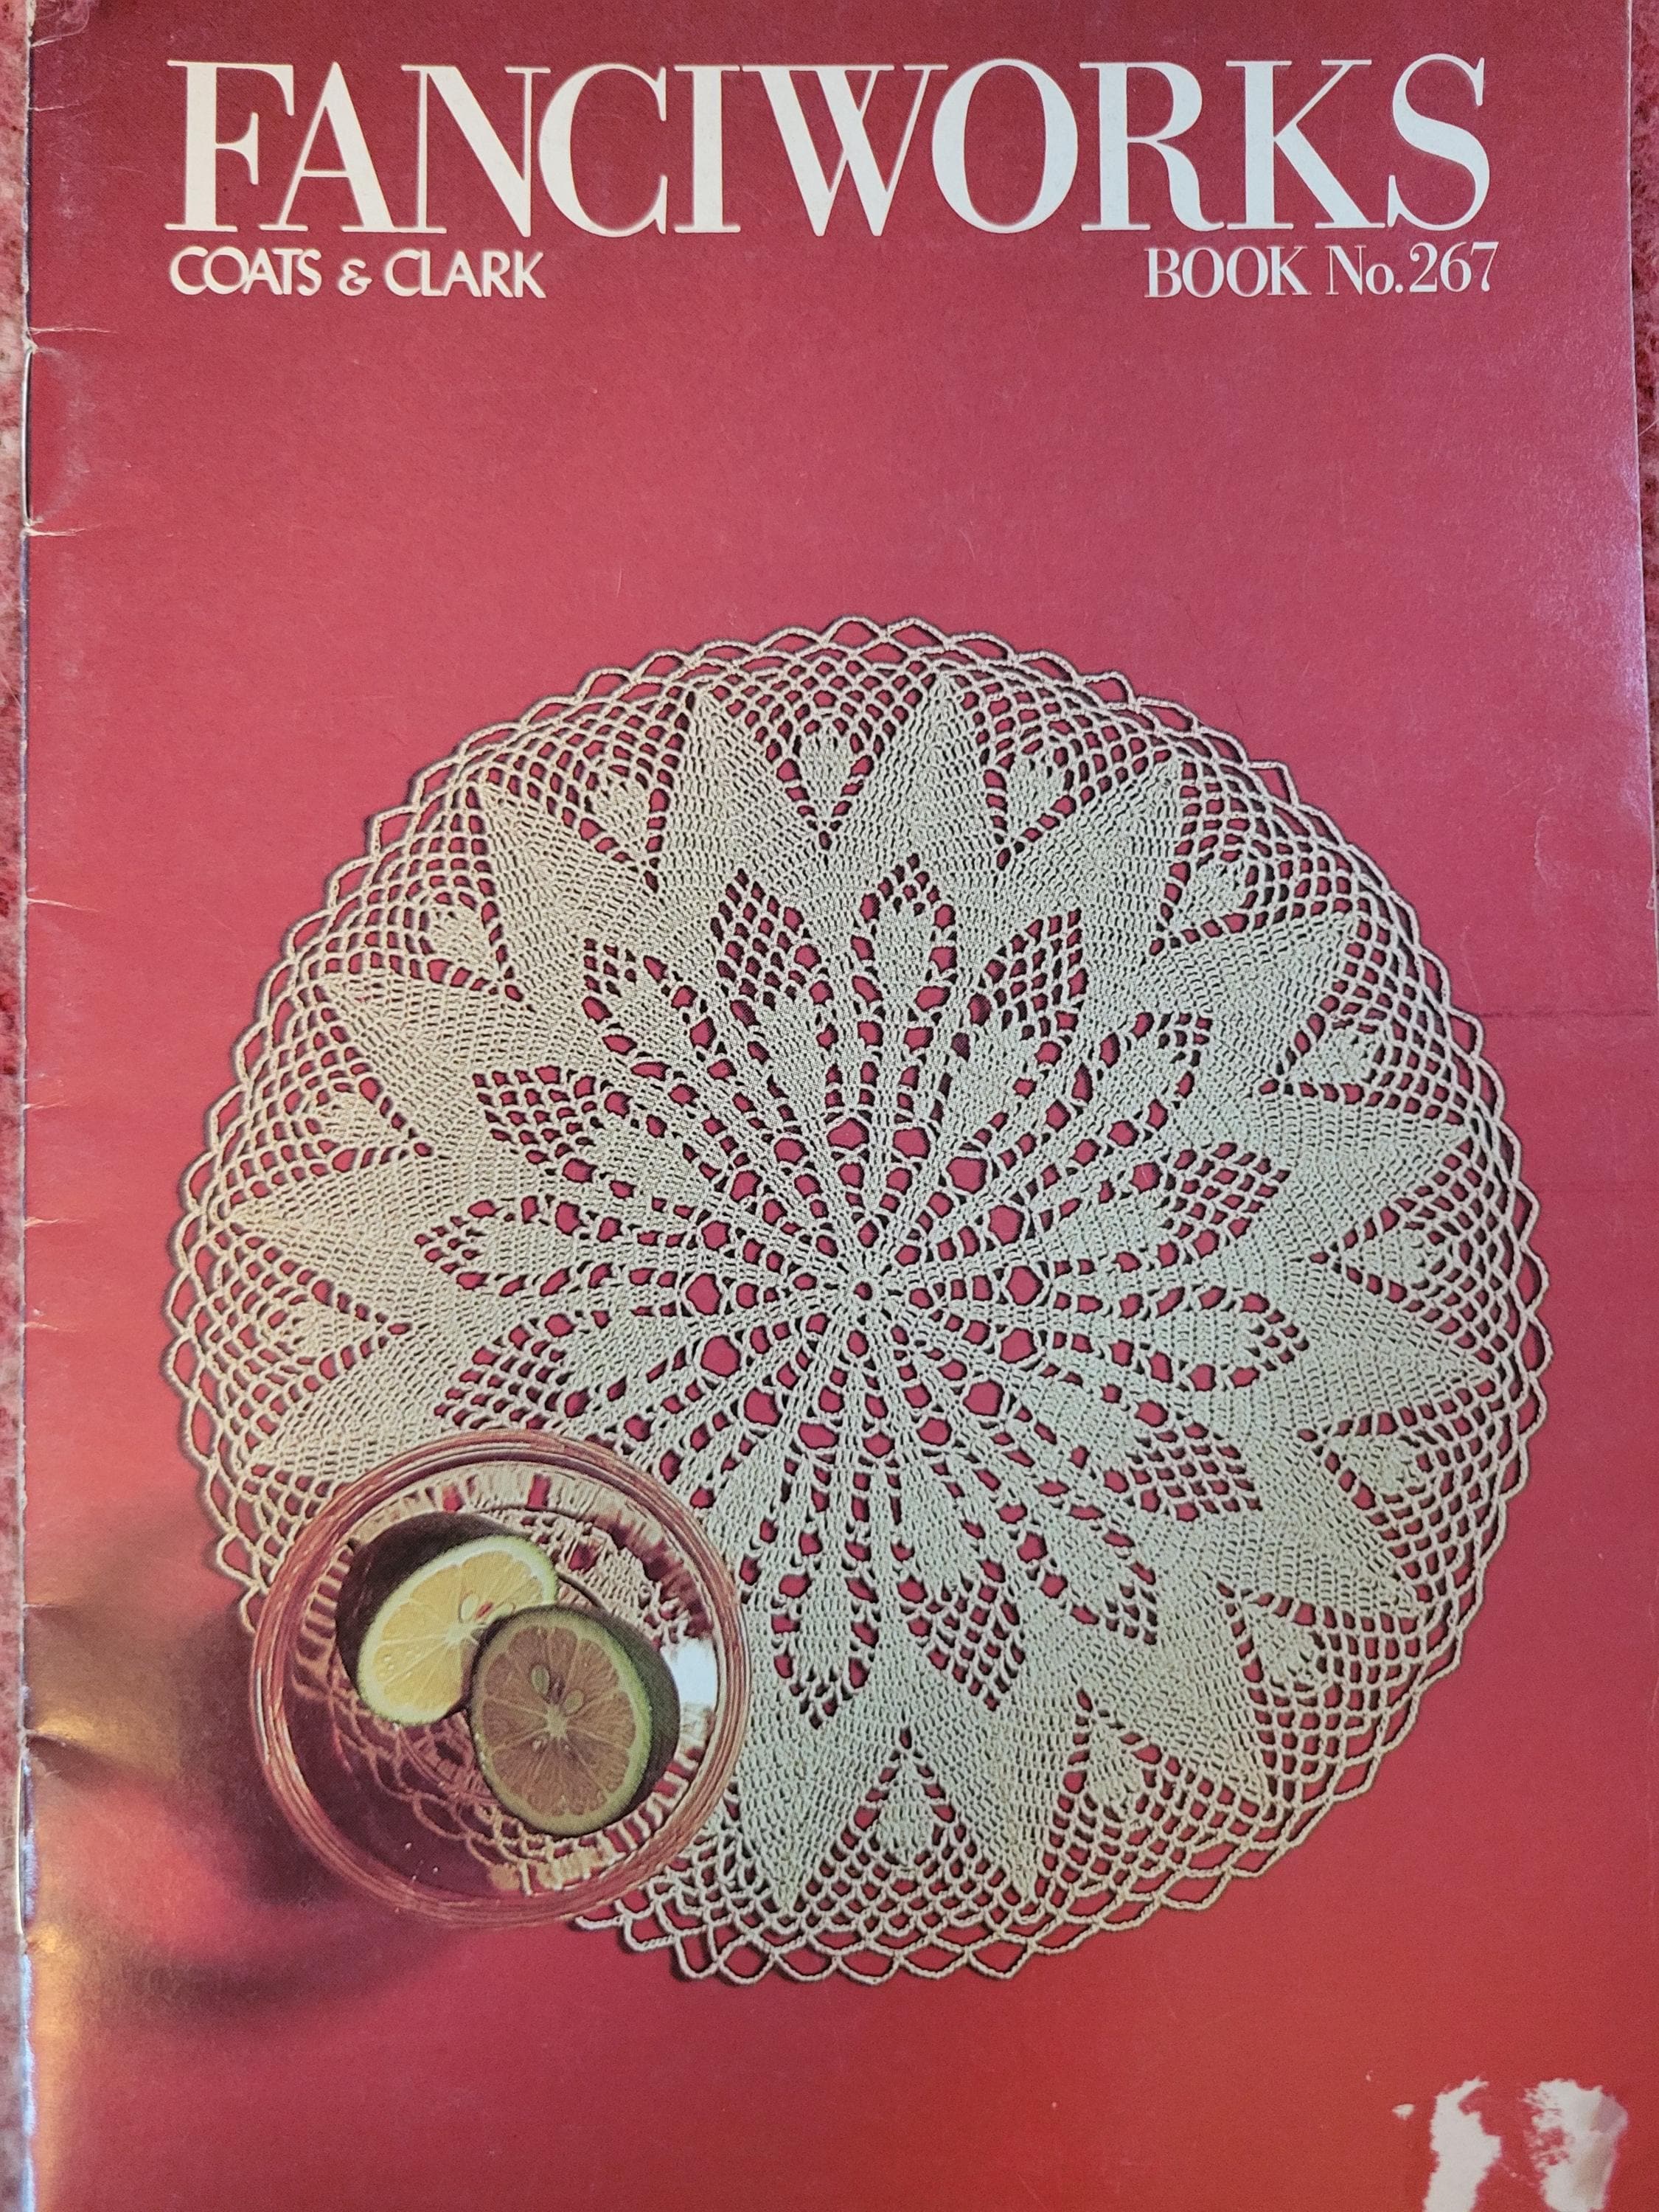 FANCIWORKS
COATS & CLARK
BOOK No.267